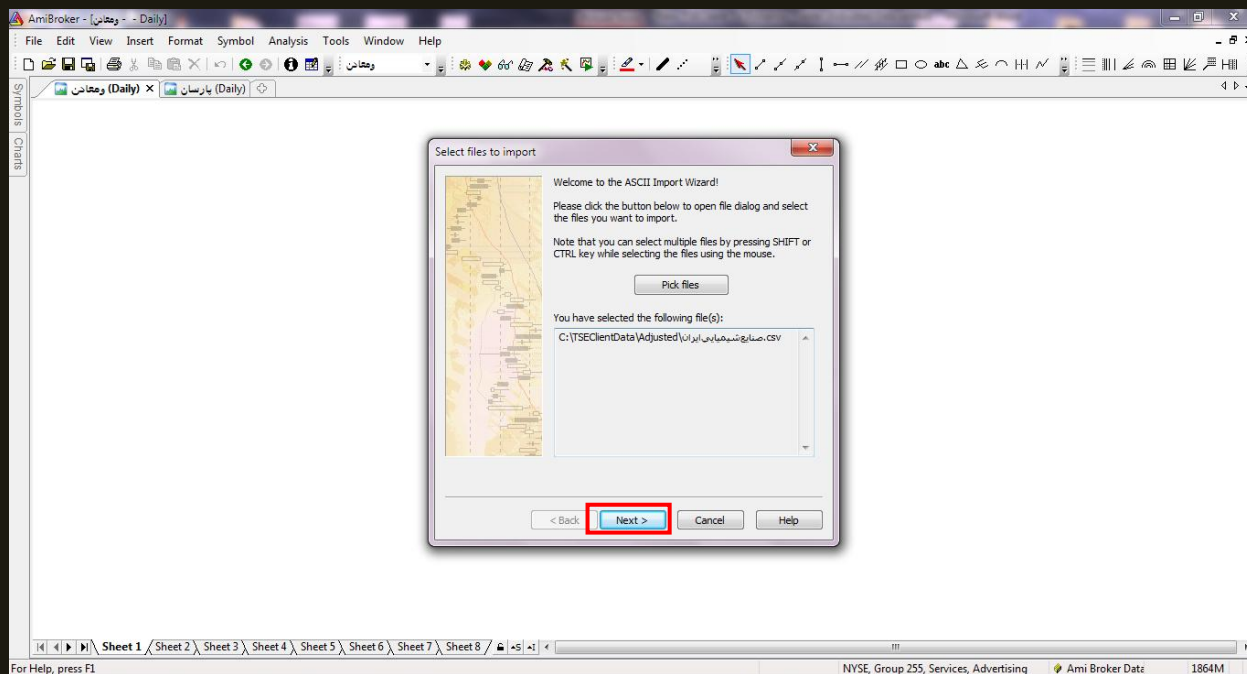 AmiBroker - [ومعادن - - Daily]
File Edit View Insert Format Symbol Analysis Tools Window Help
ومعادن
abc
ومعادن (Daily) X پارسان (Daily)
Symbols
Charts
Select files to import
Welcome to the ASCII Import Wizard!
Please click the button below to open file dialog and select
the files you want to import.
Note that you can select multiple files by pressing SHIFT or
CTRL key while selecting the files using the mouse.
Pick files
You have selected the following file(s):
C:\TSEClientData\Adjusted\صنایع‌شیمیایی‌ایران.csv
< Back Next > Cancel Help
Sheet 1 Sheet 2 Sheet 3 Sheet 4 Sheet 5 Sheet 6 Sheet 7 Sheet 8
For Help, press F1 NYSE, Group 255, Services, Advertising Ami Broker Data 1864M